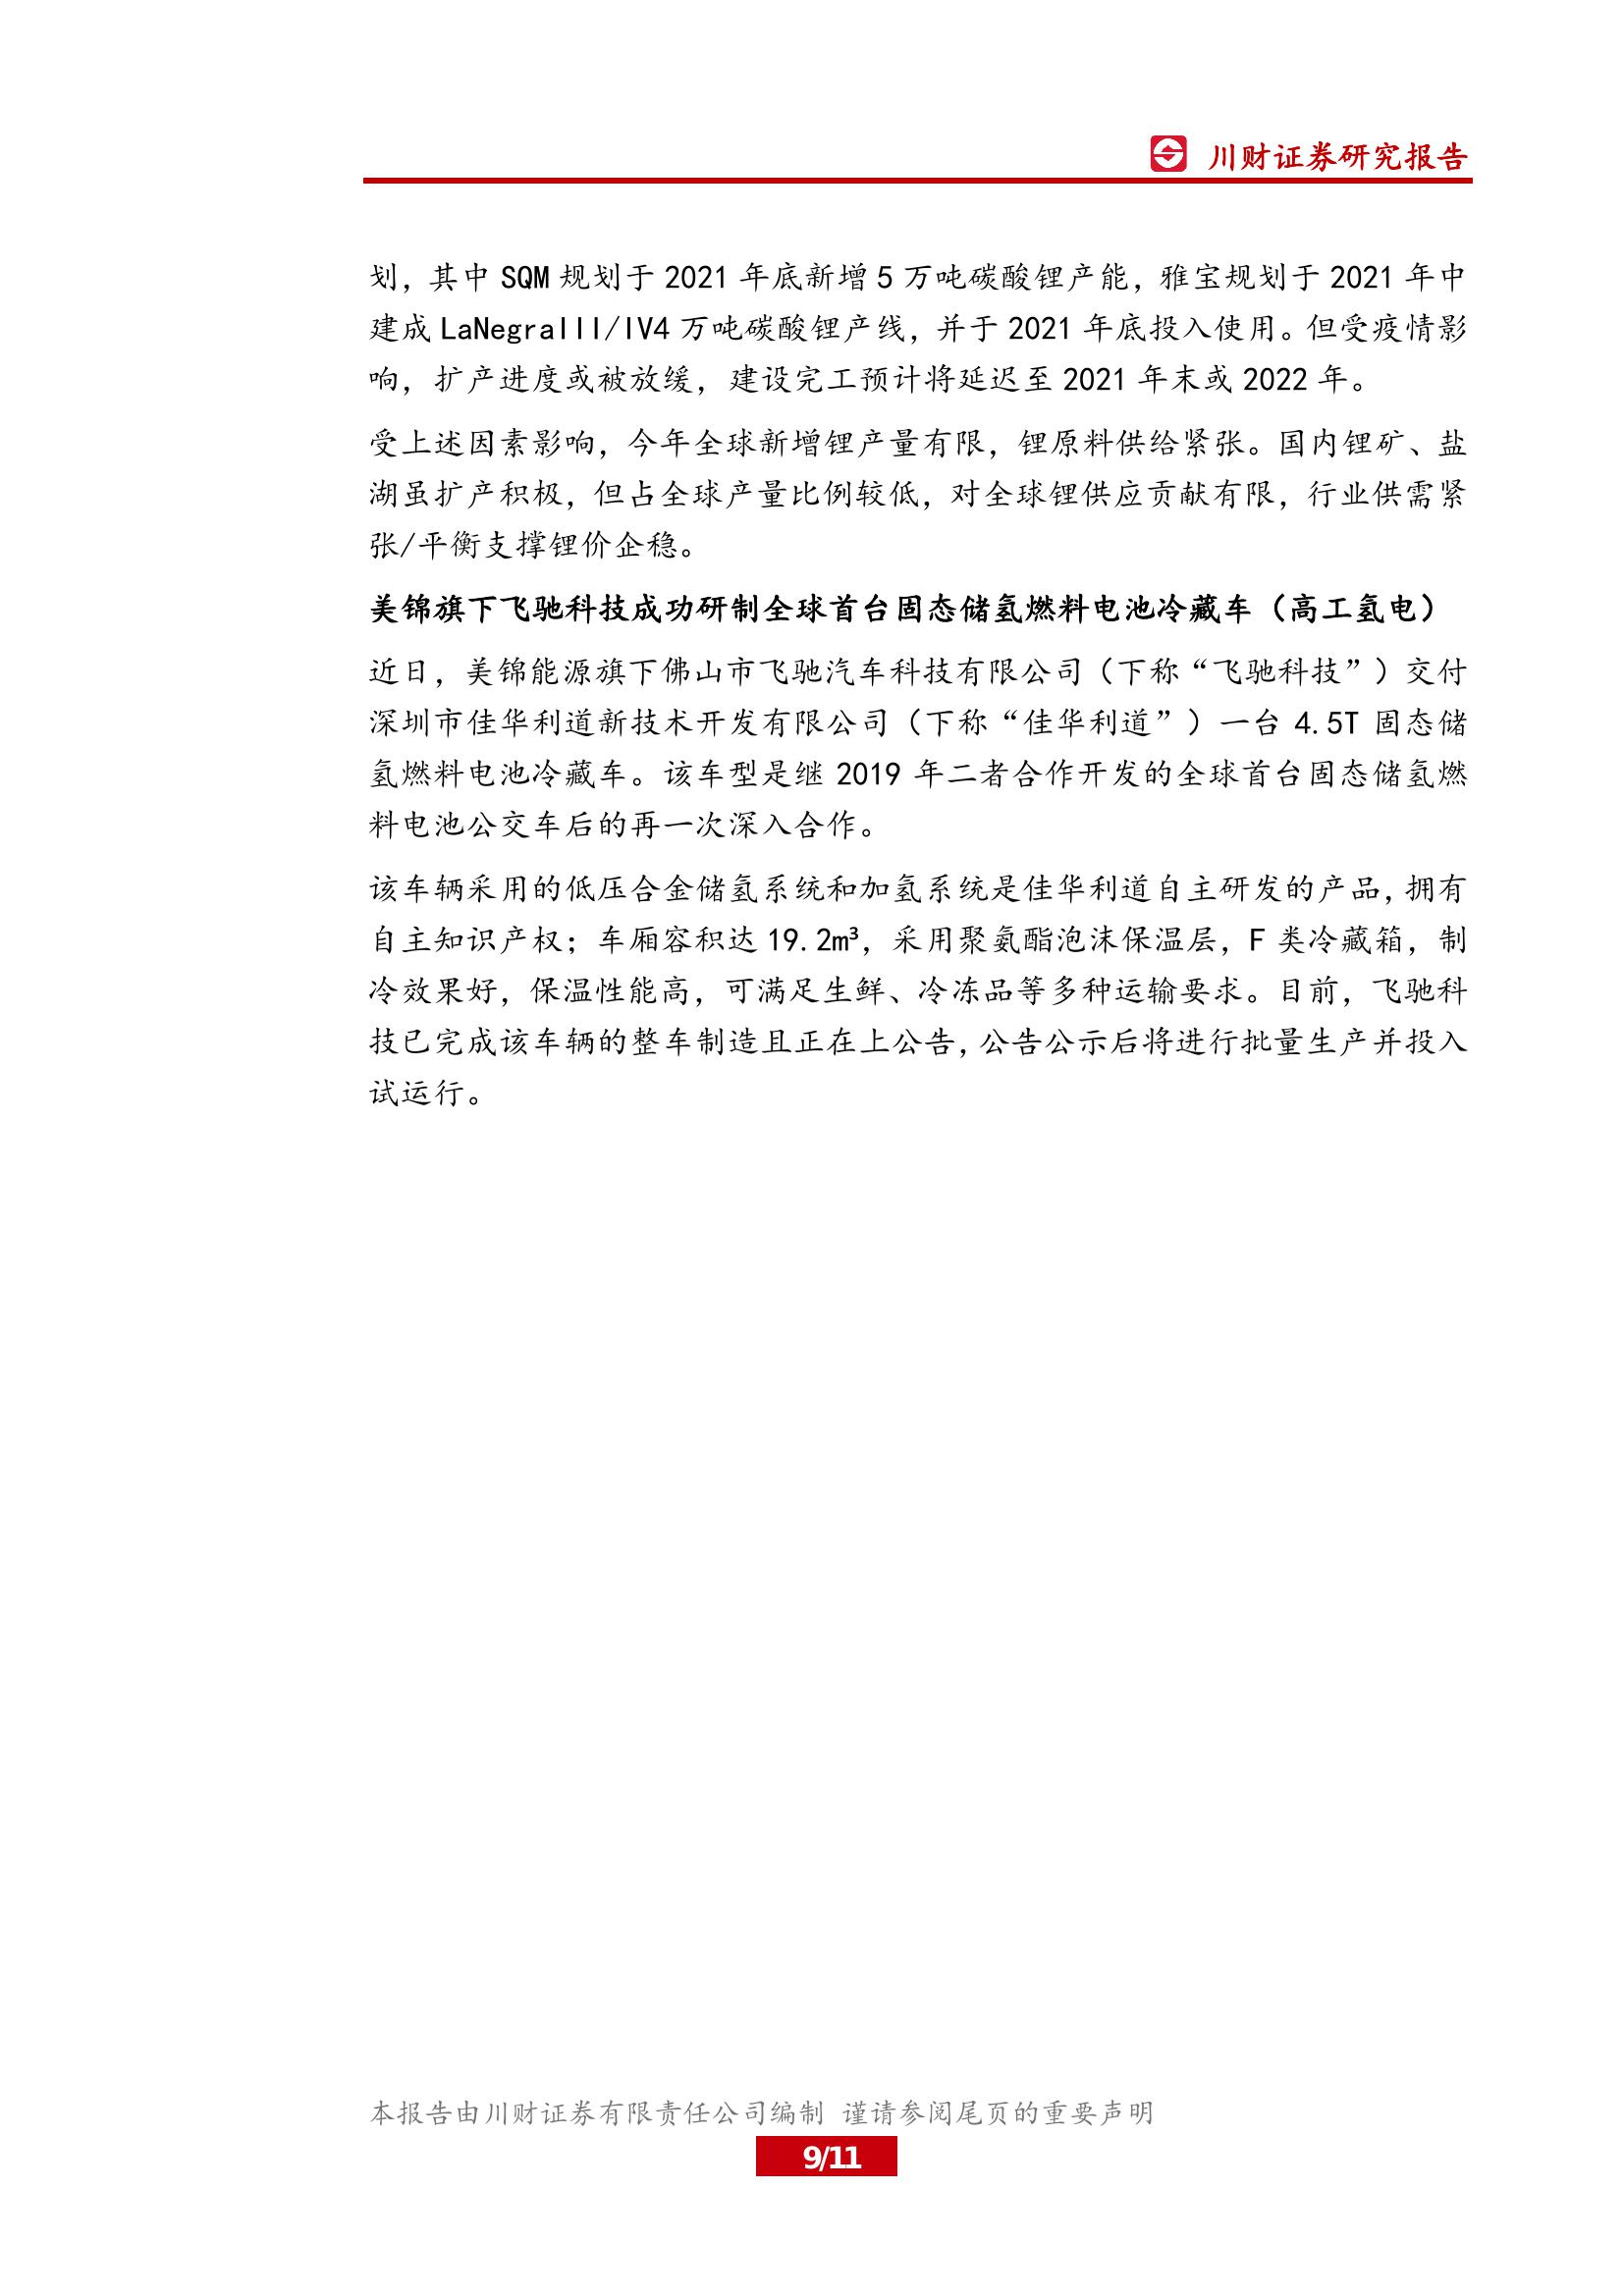 川财证券研究报告
划，其中 SQM 规划于 2021 年底新增 5 万吨碳酸锂产能，雅宝规划于 2021 年中
建成 LaNegraIII/IV4 万吨碳酸锂产线，并于 2021 年底投入使用。但受疫情影
响，扩产进度或被放缓，建设完工预计将延迟至 2021 年末或 2022 年。
受上述因素影响，今年全球新增锂产量有限，锂原料供给紧张。国内锂矿、盐
湖虽扩产积极，但占全球产量比例较低，对全球锂供应贡献有限，行业供需紧
张/平衡支撑锂价企稳。
美锦旗下飞驰科技成功研制全球首台固态储氢燃料电池冷藏车（高工氢电）
近日，美锦能源旗下佛山市飞驰汽车科技有限公司（下称“飞驰科技”）交付
深圳市佳华利道新技术开发有限公司（下称“佳华利道”）一台 4.5T 固态储
氢燃料电池冷藏车。该车型是继 2019 年二者合作开发的全球首台固态储氢燃
料电池公交车后的再一次深入合作。
该车辆采用的低压合金储氢系统和加氢系统是佳华利道自主研发的产品，拥有
自主知识产权；车厢容积达 19.2m³，采用聚氨酯泡沫保温层，F 类冷藏箱，制
冷效果好，保温性能高，可满足生鲜、冷冻品等多种运输要求。目前，飞驰科
技已完成该车辆的整车制造且正在上公告，公告公示后将进行批量生产并投入
试运行。
本报告由川财证券有限责任公司编制 谨请参阅尾页的重要声明
9/11